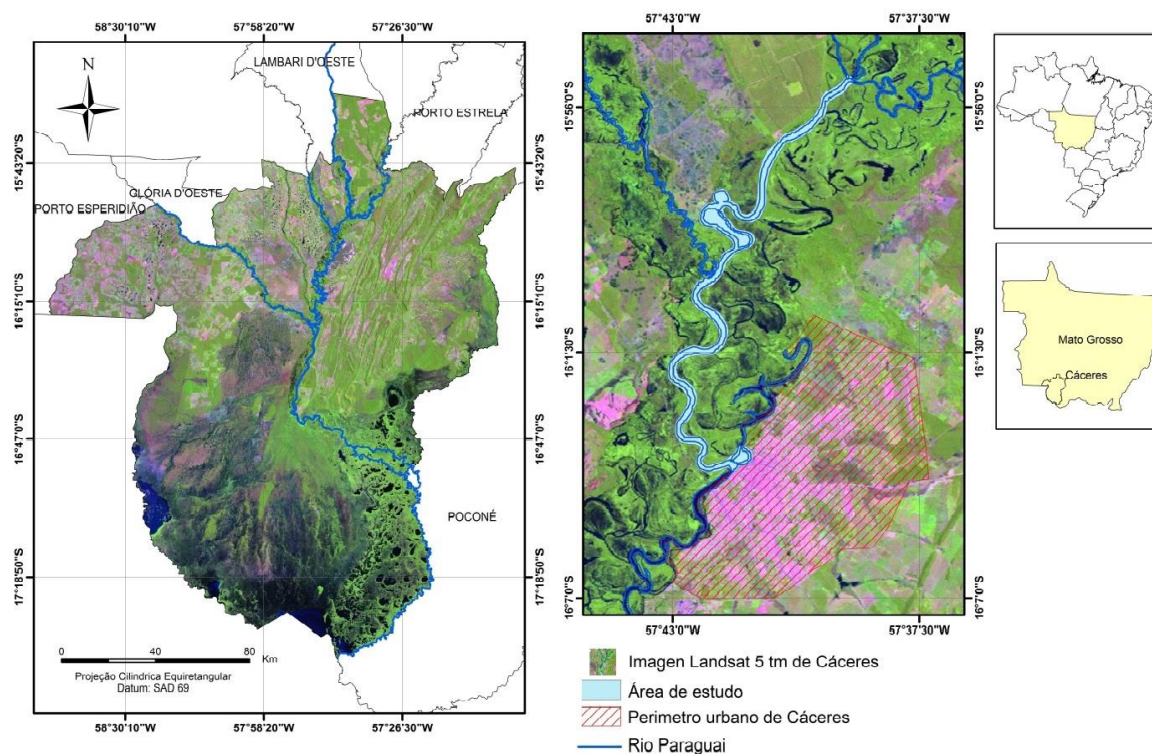 58°30'10"W 57°58'20"W 57°26'30"W
N
LAMBARI D'OESTE
PORTO ESTRELA
GLÓRIA D'OESTE
PORTO ESPERIDIÃO
POCONÉ
15°43'20"S
16°15'10"S
16°47'0"S
17°18'50"S
15°43'20"S
16°15'10"S
16°47'0"S
17°18'50"S
0 40 80
Km
Projeção Cilindrica Equiretangular
Datum: SAD 69
58°30'10"W 57°58'20"W 57°26'30"W
57°43'0"W 57°37'30"W
15°56'0"S
16°1'30"S
16°7'0"S
15°56'0"S
16°1'30"S
16°7'0"S
57°43'0"W 57°37'30"W
Mato Grosso
Cáceres
Imagen Landsat 5 tm de Cáceres
Área de estudo
Perimetro urbano de Cáceres
Rio Paraguai